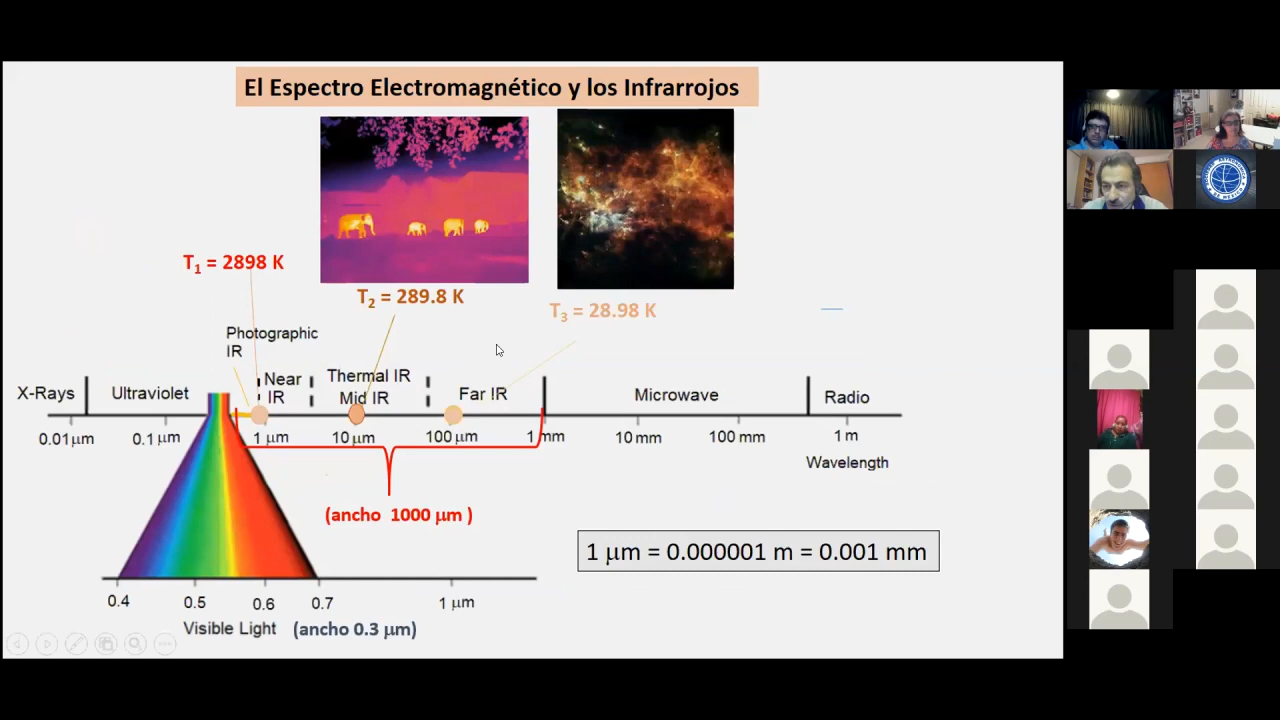 El Espectro Electromagnético y los Infrarrojos
T1 = 2898 K
T2 = 289.8 K
T3 = 28.98 K
Photographic
IR
Near
IR
Thermal IR
Mid IR
Far IR
X-Rays
Ultraviolet
Microwave
Radio
0.01 μm
0.1 μm
1 μm
10 μm
100 μm
1 mm
10 mm
100 mm
1 m
Wavelength
(ancho 1000 μm )
1 μm = 0.000001 m = 0.001 mm
0.4
0.5
0.6
0.7
1 μm
Visible Light
(ancho 0.3 μm)